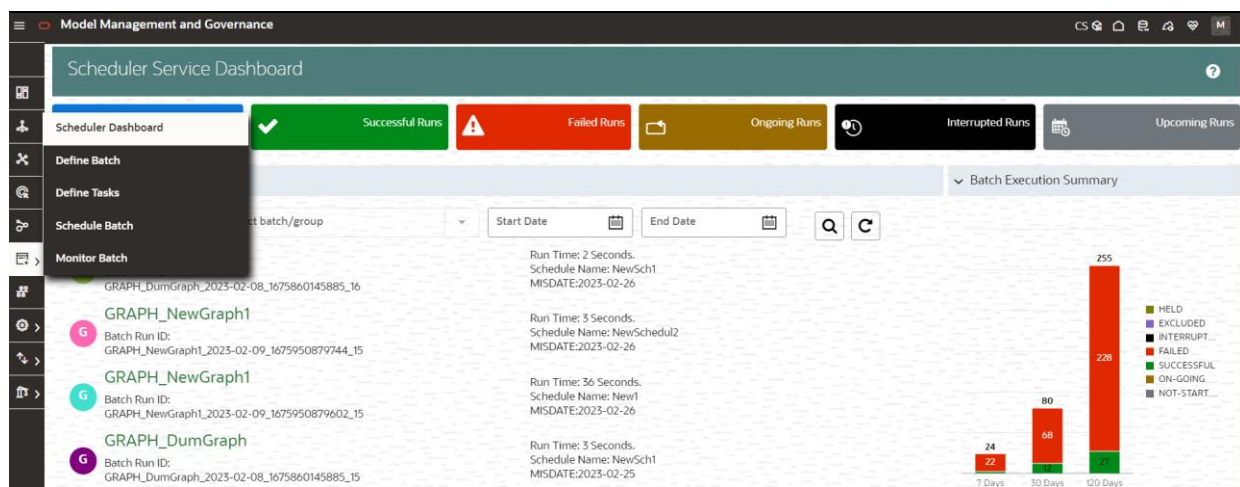 Model Management and Governance
CS
M
Scheduler Service Dashboard
?
Successful Runs
Failed Runs
Ongoing Runs
Interrupted Runs
Upcoming Runs
Scheduler Dashboard
Define Batch
Define Tasks
Schedule Batch
Monitor Batch
Batch Execution Summary
batch/group
Start Date
End Date
Run Time: 2 Seconds.
Schedule Name: NewSch1
MISDATE:2023-02-26
GRAPH_DumGraph_2023-02-08_1675860145885_16
G
GRAPH_NewGraph1
Batch Run ID:
GRAPH_NewGraph1_2023-02-09_1675950879744_15
Run Time: 3 Seconds.
Schedule Name: NewSchedul2
MISDATE:2023-02-26
G
GRAPH_NewGraph1
Batch Run ID:
GRAPH_NewGraph1_2023-02-09_1675950879602_15
Run Time: 36 Seconds.
Schedule Name: New1
MISDATE:2023-02-26
G
GRAPH_DumGraph
Batch Run ID:
GRAPH_DumGraph_2023-02-08_1675860145885_15
Run Time: 3 Seconds.
Schedule Name: NewSch1
MISDATE:2023-02-25
255
228
27
80
68
12
24
22
7 Days
30 Days
120 Days
HELD
EXCLUDED
INTERRUPT...
FAILED
SUCCESSFUL
ON-GOING
NOT-START...